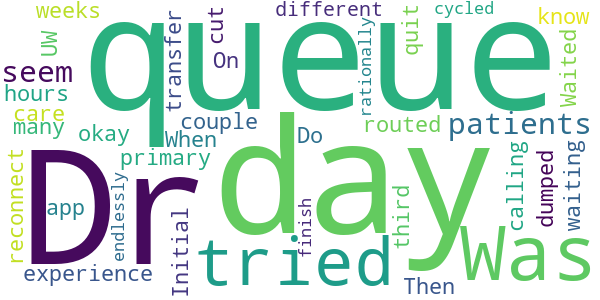 weeks
UW
transfer
cut
On
different
cycled
know
rationally
quit
Waited
seem
hours
care
many
okay
queue
couple
When
primary
Do
routed
patients
reconnect
app
endlessly
Dr
Initial
day
finish
third
calling
dumped
waiting
experience
tried
Then
Was